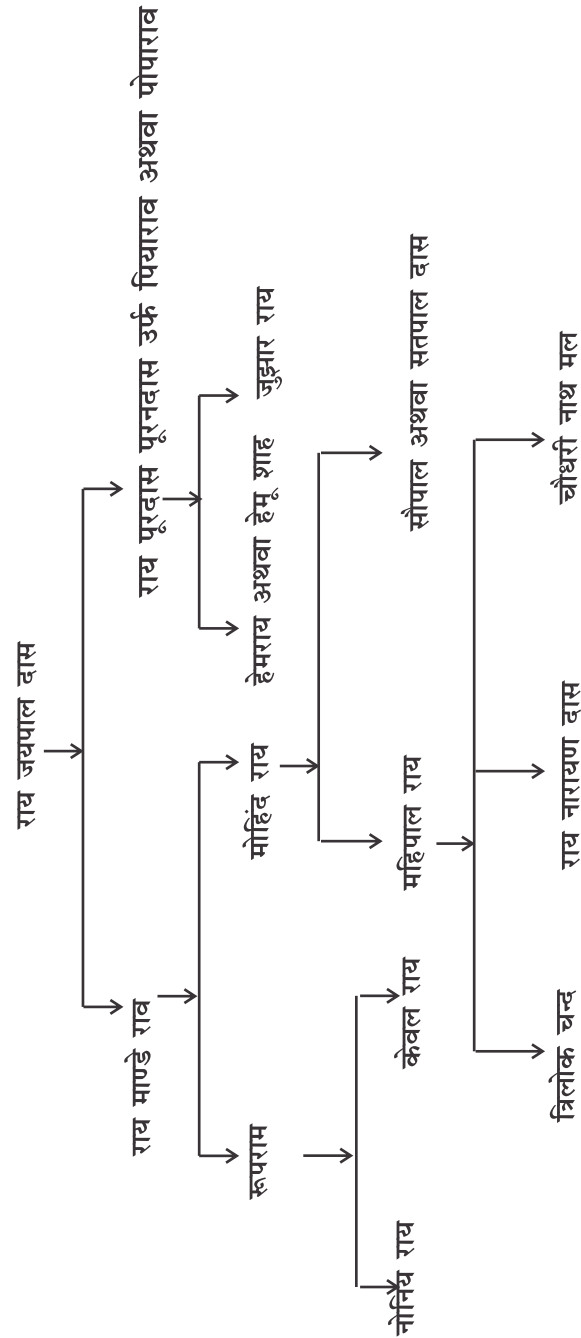 राय जयपाल दास
राय माण्डे राव
राय पूरदास पूरनदास उर्फ पियाराव अथवा पोपाराव
रूपराम
मोहिंद राय
हेमराय अथवा हेमू शाह
जुझार राय
नोनिय राय
केवल राय
महिपाल राय
सौपाल अथवा सतपाल दास
त्रिलोक चन्द
राय नारायण दास
चौधरी नाथ मल